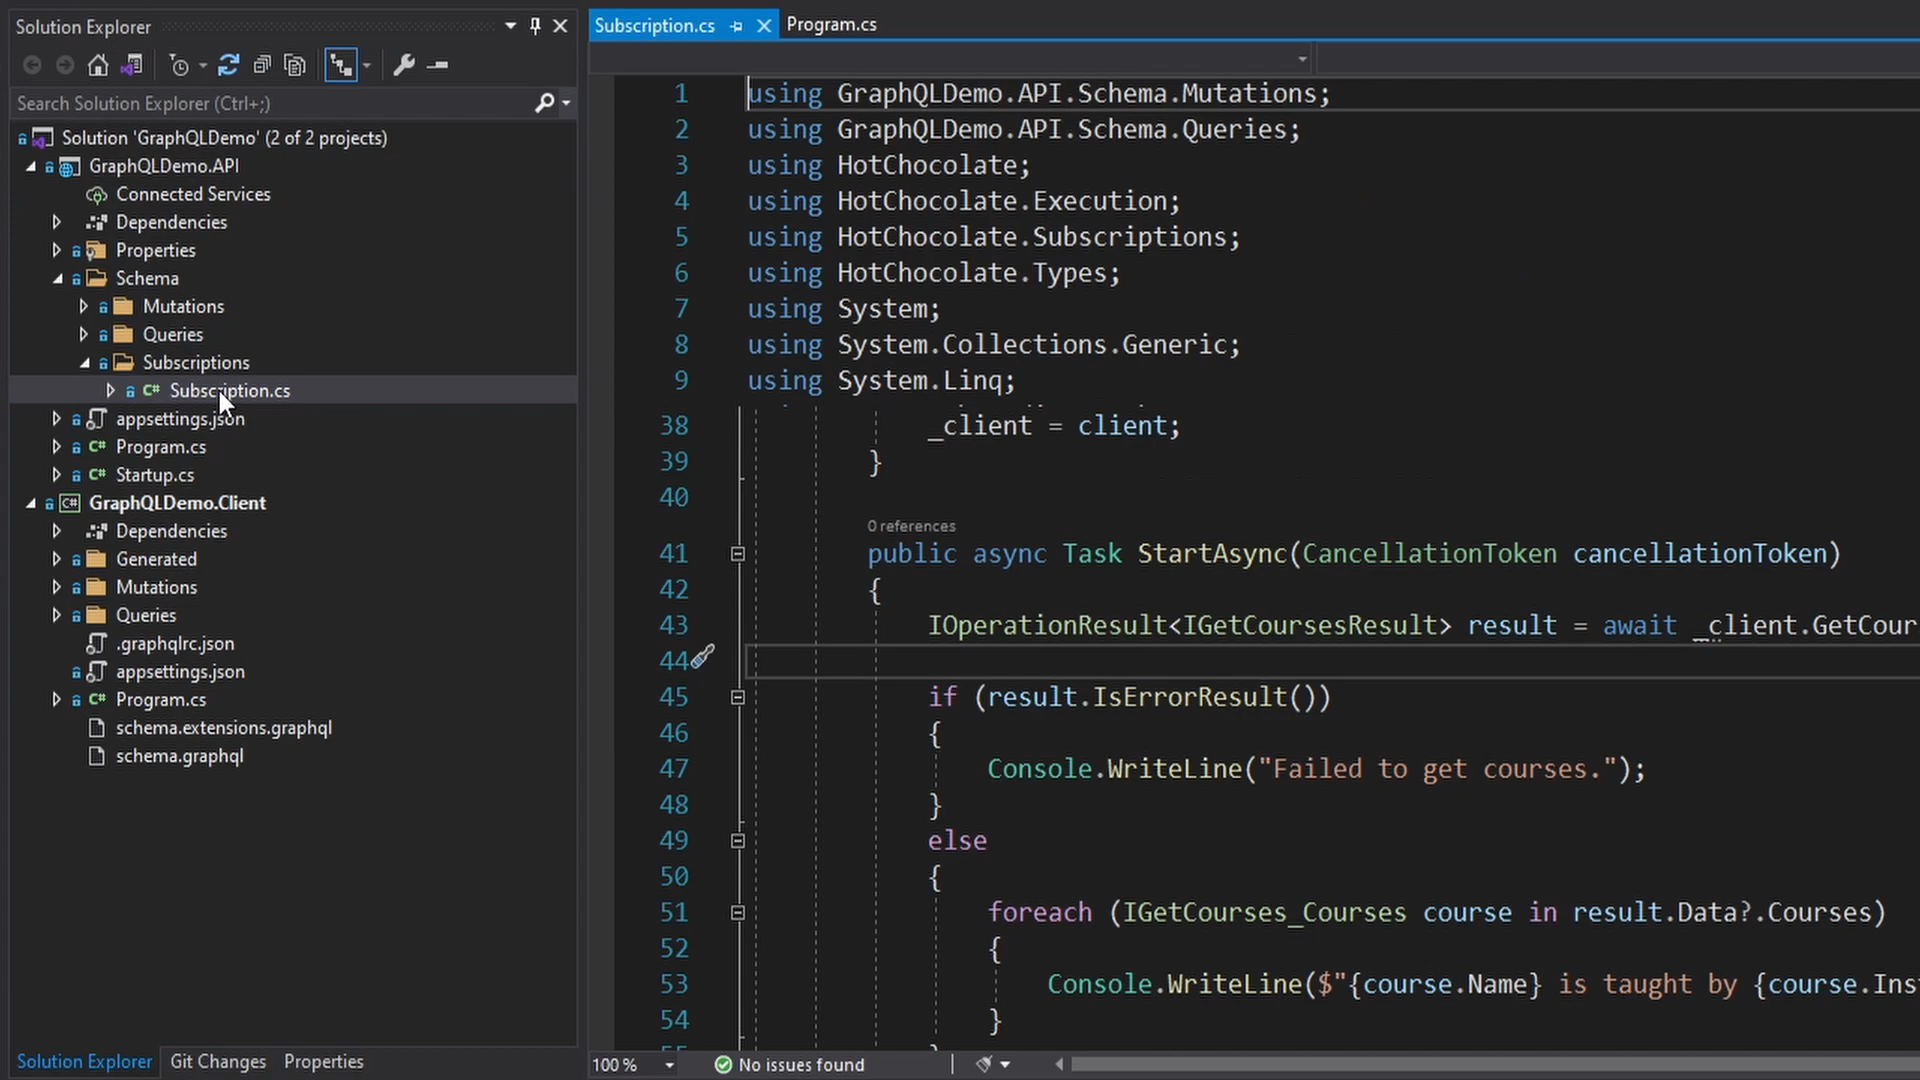 Solution Explorer
Search Solution Explorer (Ctrl+;)
Solution 'GraphQLDemo' (2 of 2 projects)
GraphQLDemo.API
Connected Services
Dependencies
Properties
Schema
Mutations
Queries
Subscriptions
C# Subscription.cs
appsettings.json
C# Program.cs
C# Startup.cs
C# GraphQLDemo.Client
Dependencies
Generated
Mutations
Queries
.graphqlrc.json
appsettings.json
C# Program.cs
schema.extensions.graphql
schema.graphql
Solution Explorer Git Changes Properties
Subscription.cs Program.cs
1 using GraphQLDemo.API.Schema.Mutations;
2 using GraphQLDemo.API.Schema.Queries;
3 using HotChocolate;
4 using HotChocolate.Execution;
5 using HotChocolate.Subscriptions;
6 using HotChocolate.Types;
7 using System;
8 using System.Collections.Generic;
9 using System.Linq;
38 _client = client;
39 }
40
0 references
41 public async Task StartAsync(CancellationToken cancellationToken)
42 {
43 IOperationResult<IGetCoursesResult> result = await _client.GetCour
44
45 if (result.IsErrorResult())
46 {
47 Console.WriteLine("Failed to get courses.");
48 }
49 else
50 {
51 foreach (IGetCourses_Courses course in result.Data?.Courses)
52 {
53 Console.WriteLine($"{course.Name} is taught by {course.Ins
54 }
100 % No issues found